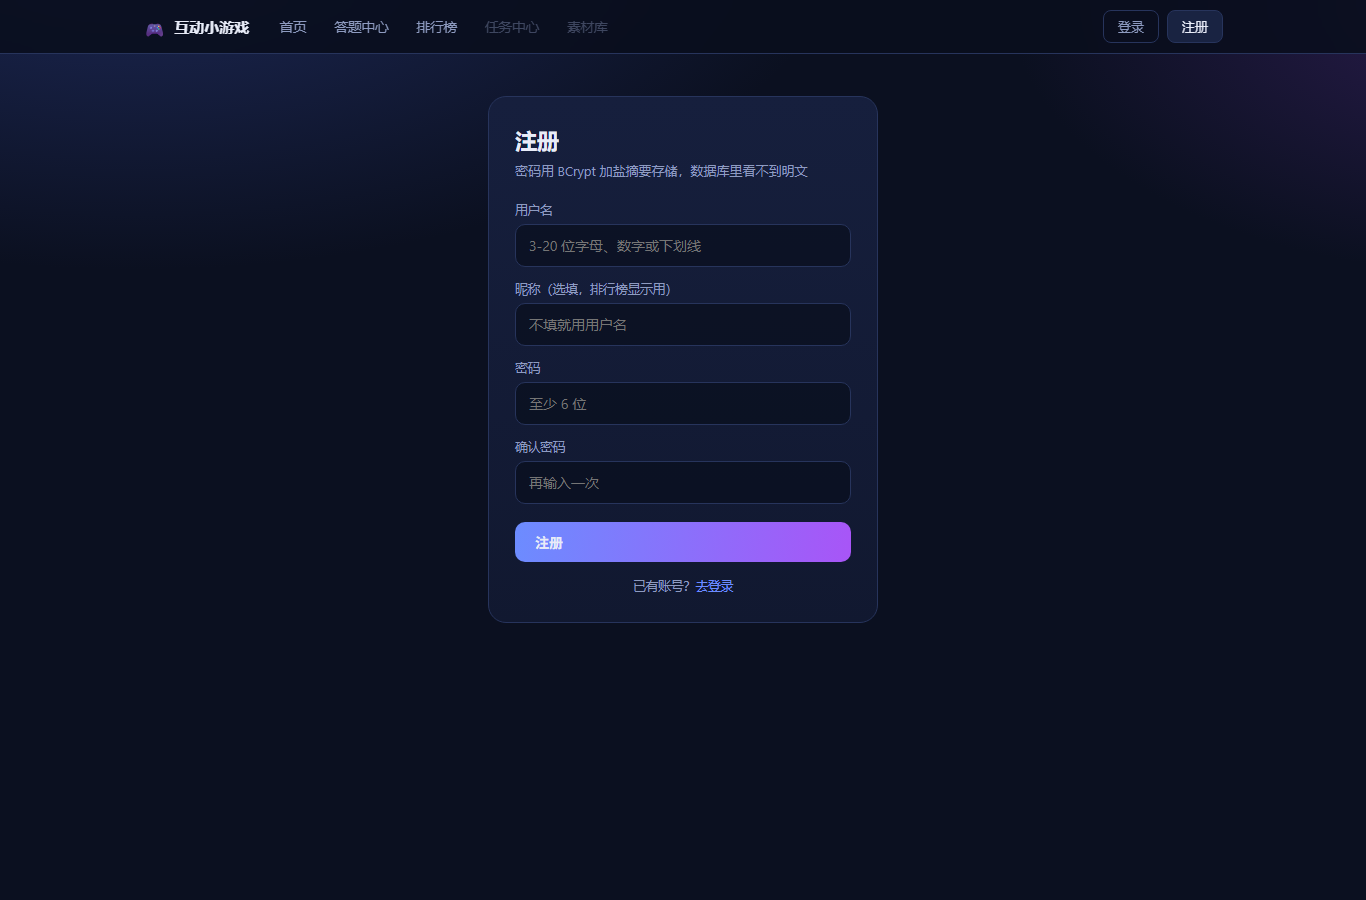 互动小游戏 首页 答题中心 排行榜 任务中心 素材库 登录 注册
注册
密码用 BCrypt 加盐摘要存储，数据库里看不到明文
用户名
3-20 位字母、数字或下划线
昵称（选填，排行榜显示用）
不填就用用户名
密码
至少 6 位
确认密码
再输入一次
注册
已有账号？去登录